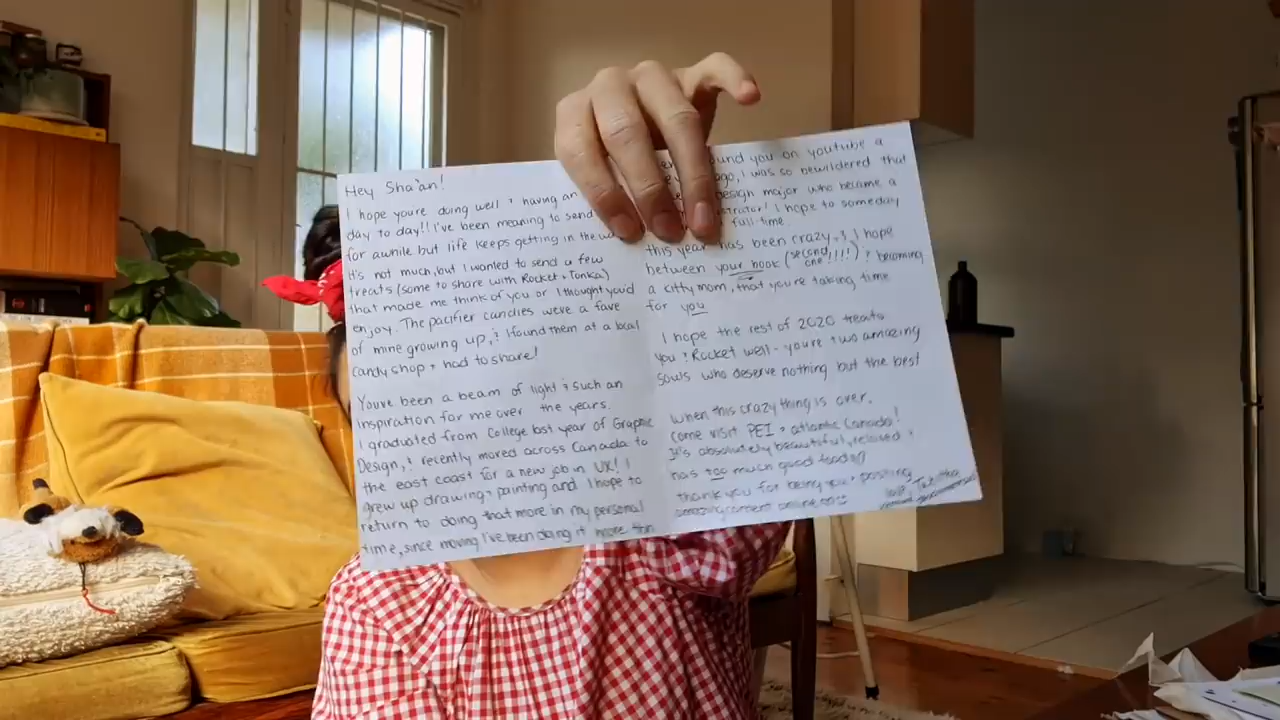 Hey Sha'an!
I hope you're doing well & having an
day to day!! I've been meaning to send
for awhile but life keeps getting in the
It's not much, but I wanted to send a few
treats (some to share with Rocket & Tonka)
that made me think of you or I thought you'd
enjoy. The pacifier candies were a fave
of mine growing up, & I found them at a local
candy shop & had to share!
You've been a beam of light & such an
inspiration for me over the years.
I graduated from College last year of Graphic
Design, & recently moved across Canada to
the east coast for a new job in I
grew up drawing & painting and I hope to
return to doing that more in my personal
time, since moving I've been doing it more than
ound you on youtube a
ago, I was so bewildered that
design major who became a
strator! I hope to someday
full-time.
this year has been crazy, & I hope
between your book (second one!!!!) & becoming
a kitty mom, that you're taking time
for you
I hope the rest of 2020 treats
you & Rocket well - you're two amazing
souls who deserve nothing but the best
When this crazy thing is over,
come visit PEI & atlantic Canada!
It's absolutely beautiful, relaxed &
has too much good food!!
thank you for being you & posting
amazing content online
love,